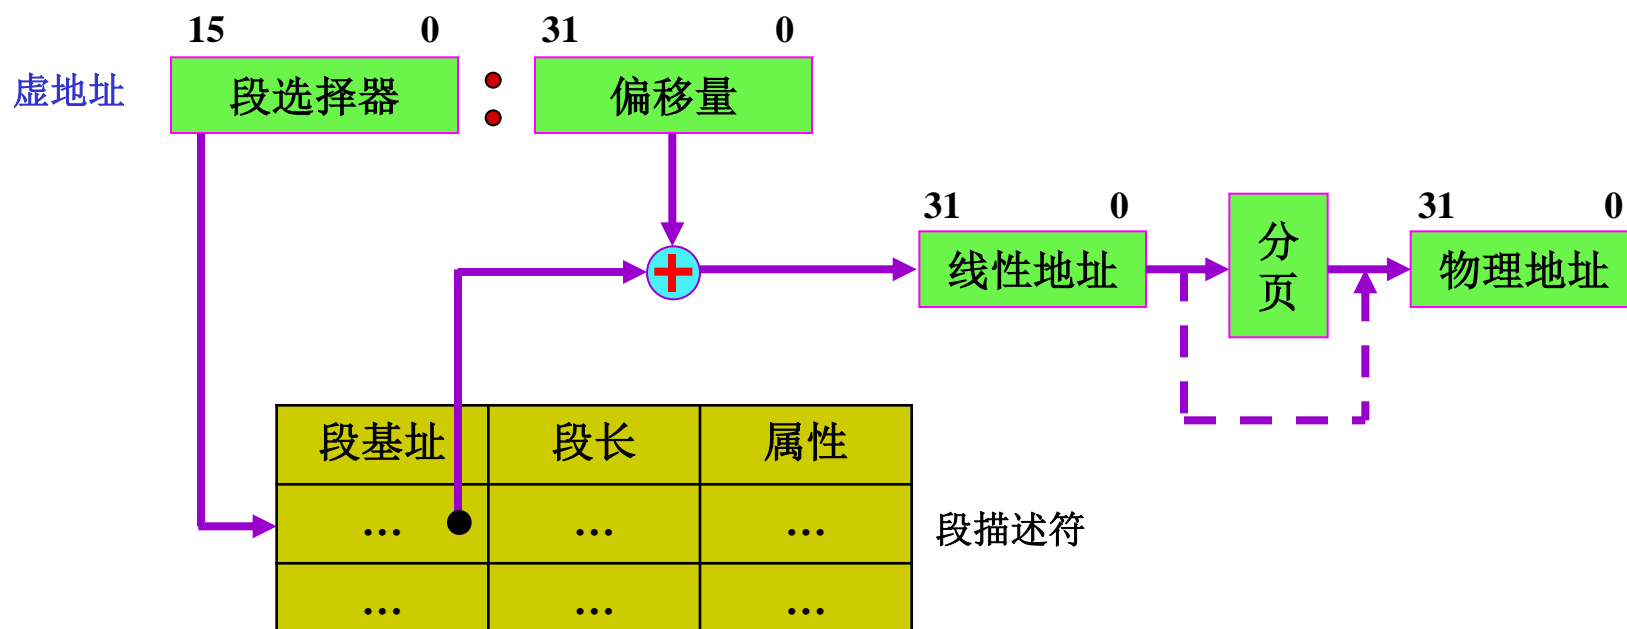 15 0 31 0
虚地址 段选择器 : 偏移量
31 0 31 0
线性地址 分页 物理地址
段基址 段长 属性
... ... ... 段描述符
... ... ...